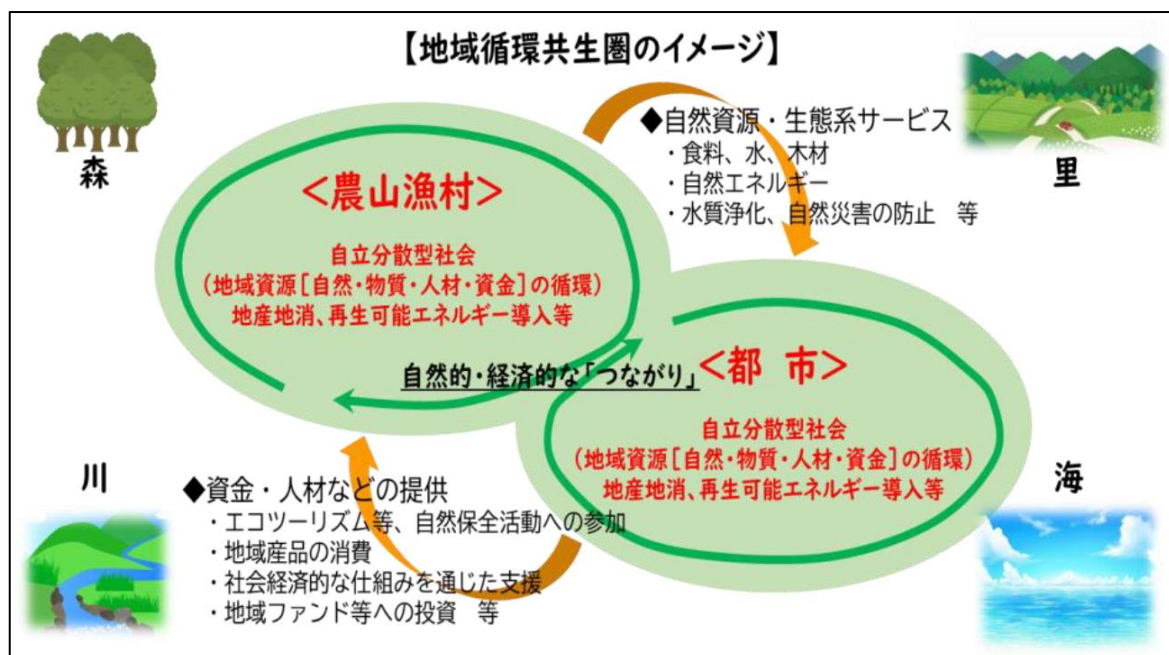 【地域循環共生圏のイメージ】
森
里
◆自然資源・生態系サービス
・食料、水、木材
・自然エネルギー
・水質浄化、自然災害の防止　等
<農山漁村>
自立分散型社会
(地域資源[自然・物質・人材・資金]の循環)
地産地消、再生可能エネルギー導入等
自然的・経済的な「つながり」
<都　市>
自立分散型社会
(地域資源[自然・物質・人材・資金]の循環)
地産地消、再生可能エネルギー導入等
川
海
◆資金・人材などの提供
・エコツーリズム等、自然保全活動への参加
・地域産品の消費
・社会経済的な仕組みを通じた支援
・地域ファンド等への投資　等